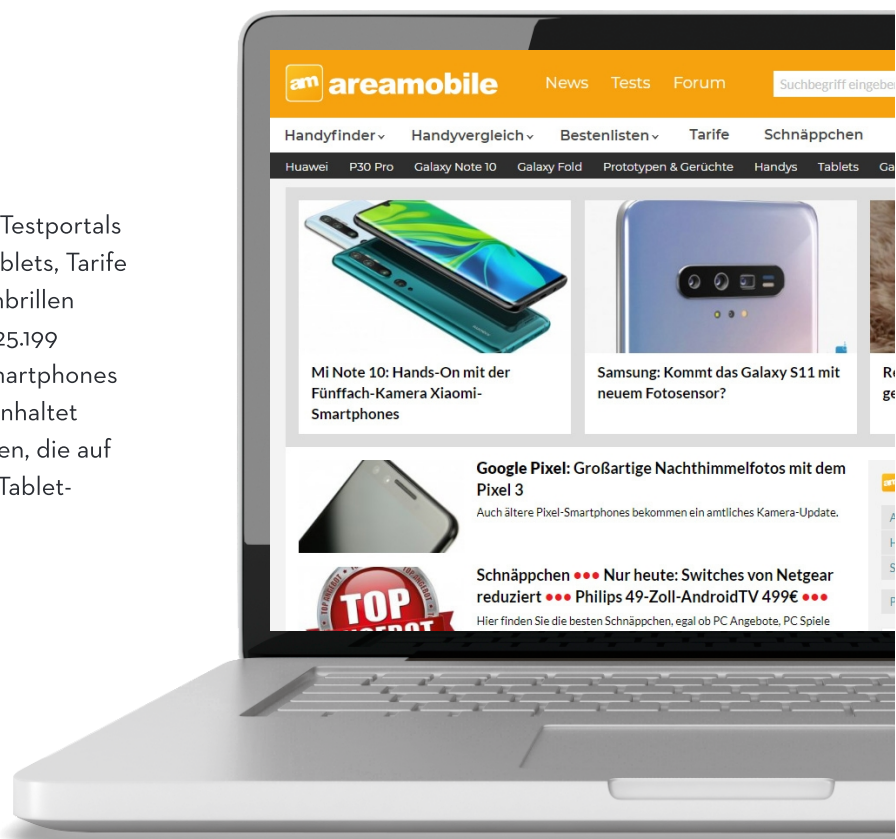 Testportals
blets, Tarife
nbrillen
25.199
nartphones
nhaltet
en, die auf
Tablet-
am areamobile
News Tests Forum
Suchbegriff eingeben
Handyfinder Handyvergleich Bestenlisten Tarife Schnäppchen
Huawei P30 Pro Galaxy Note 10 Galaxy Fold Prototypen & Gerüchte Handys Tablets Ga
Mi Note 10: Hands-On mit der
Fünffach-Kamera Xiaomi-
Smartphones
Samsung: Kommt das Galaxy S11 mit
neuem Fotosensor?
Re
ge
Google Pixel: Großartige Nachthimmelfotos mit dem
Pixel 3
Auch ältere Pixel-Smartphones bekommen ein amtliches Kamera-Update.
TOP
Schnäppchen ●●● Nur heute: Switches von Netgear
reduziert ●●● Philips 49-Zoll-AndroidTV 499€ ●●●
Hier finden Sie die besten Schnäppchen, egal ob PC Angebote, PC Spiele